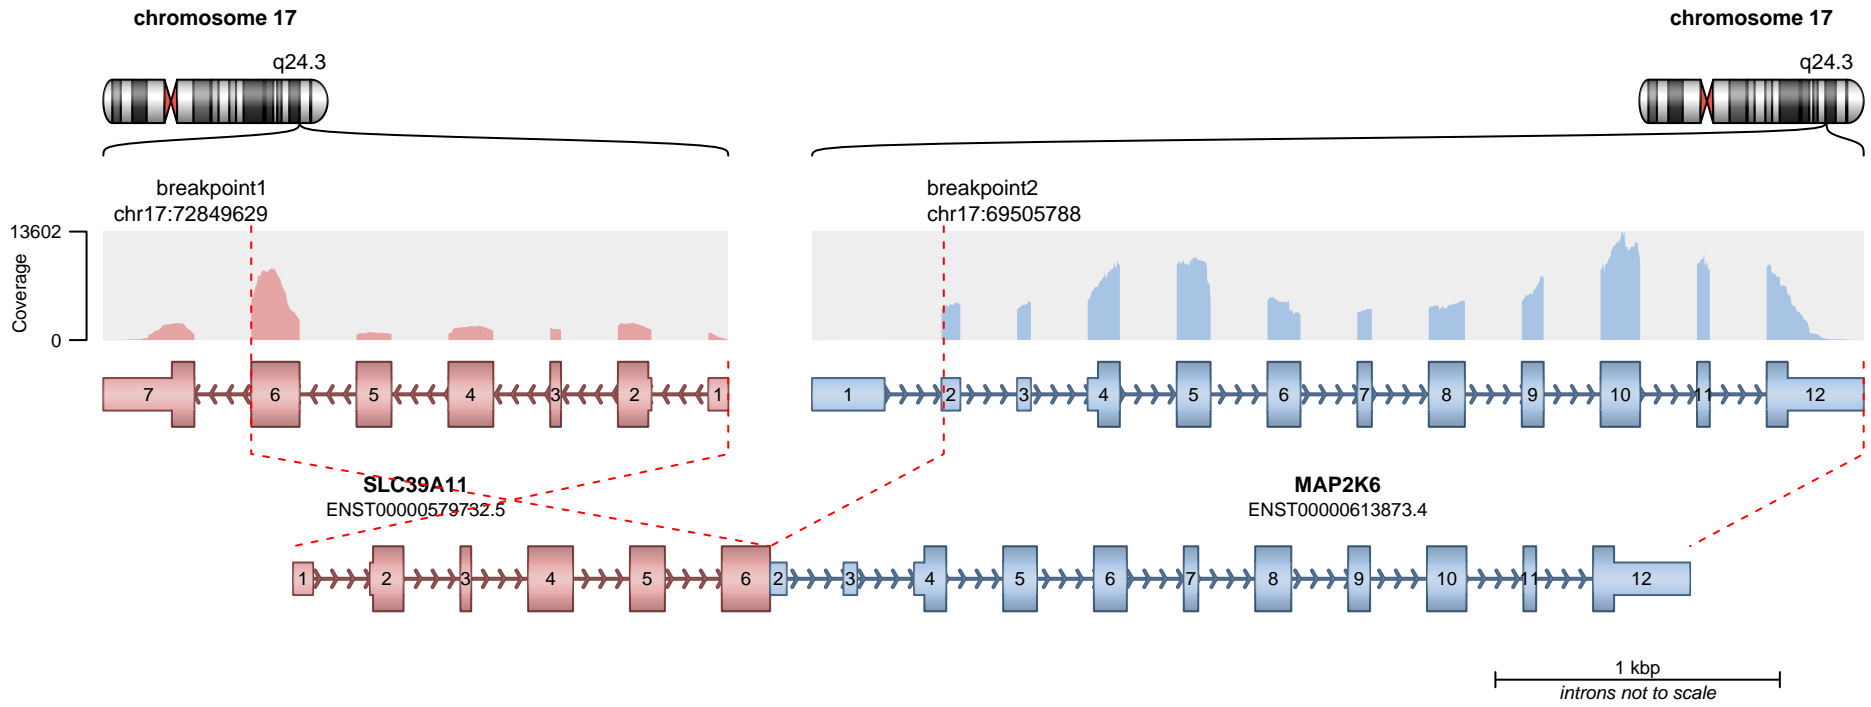 chromosome 17
chromosome 17
q24.3
q24.3
breakpoint1
chr17:72849629
breakpoint2
chr17:69505788
13602
Coverage
0
7 6 5 4 3 2 1
1 2 3 4 5 6 7 8 9 10 11 12
SLC39A11
ENST00000579732.5
MAP2K6
ENST00000613873.4
1 2 3 4 5 6 2 3 4 5 6 7 8 9 10 11 12
1 kbp
introns not to scale